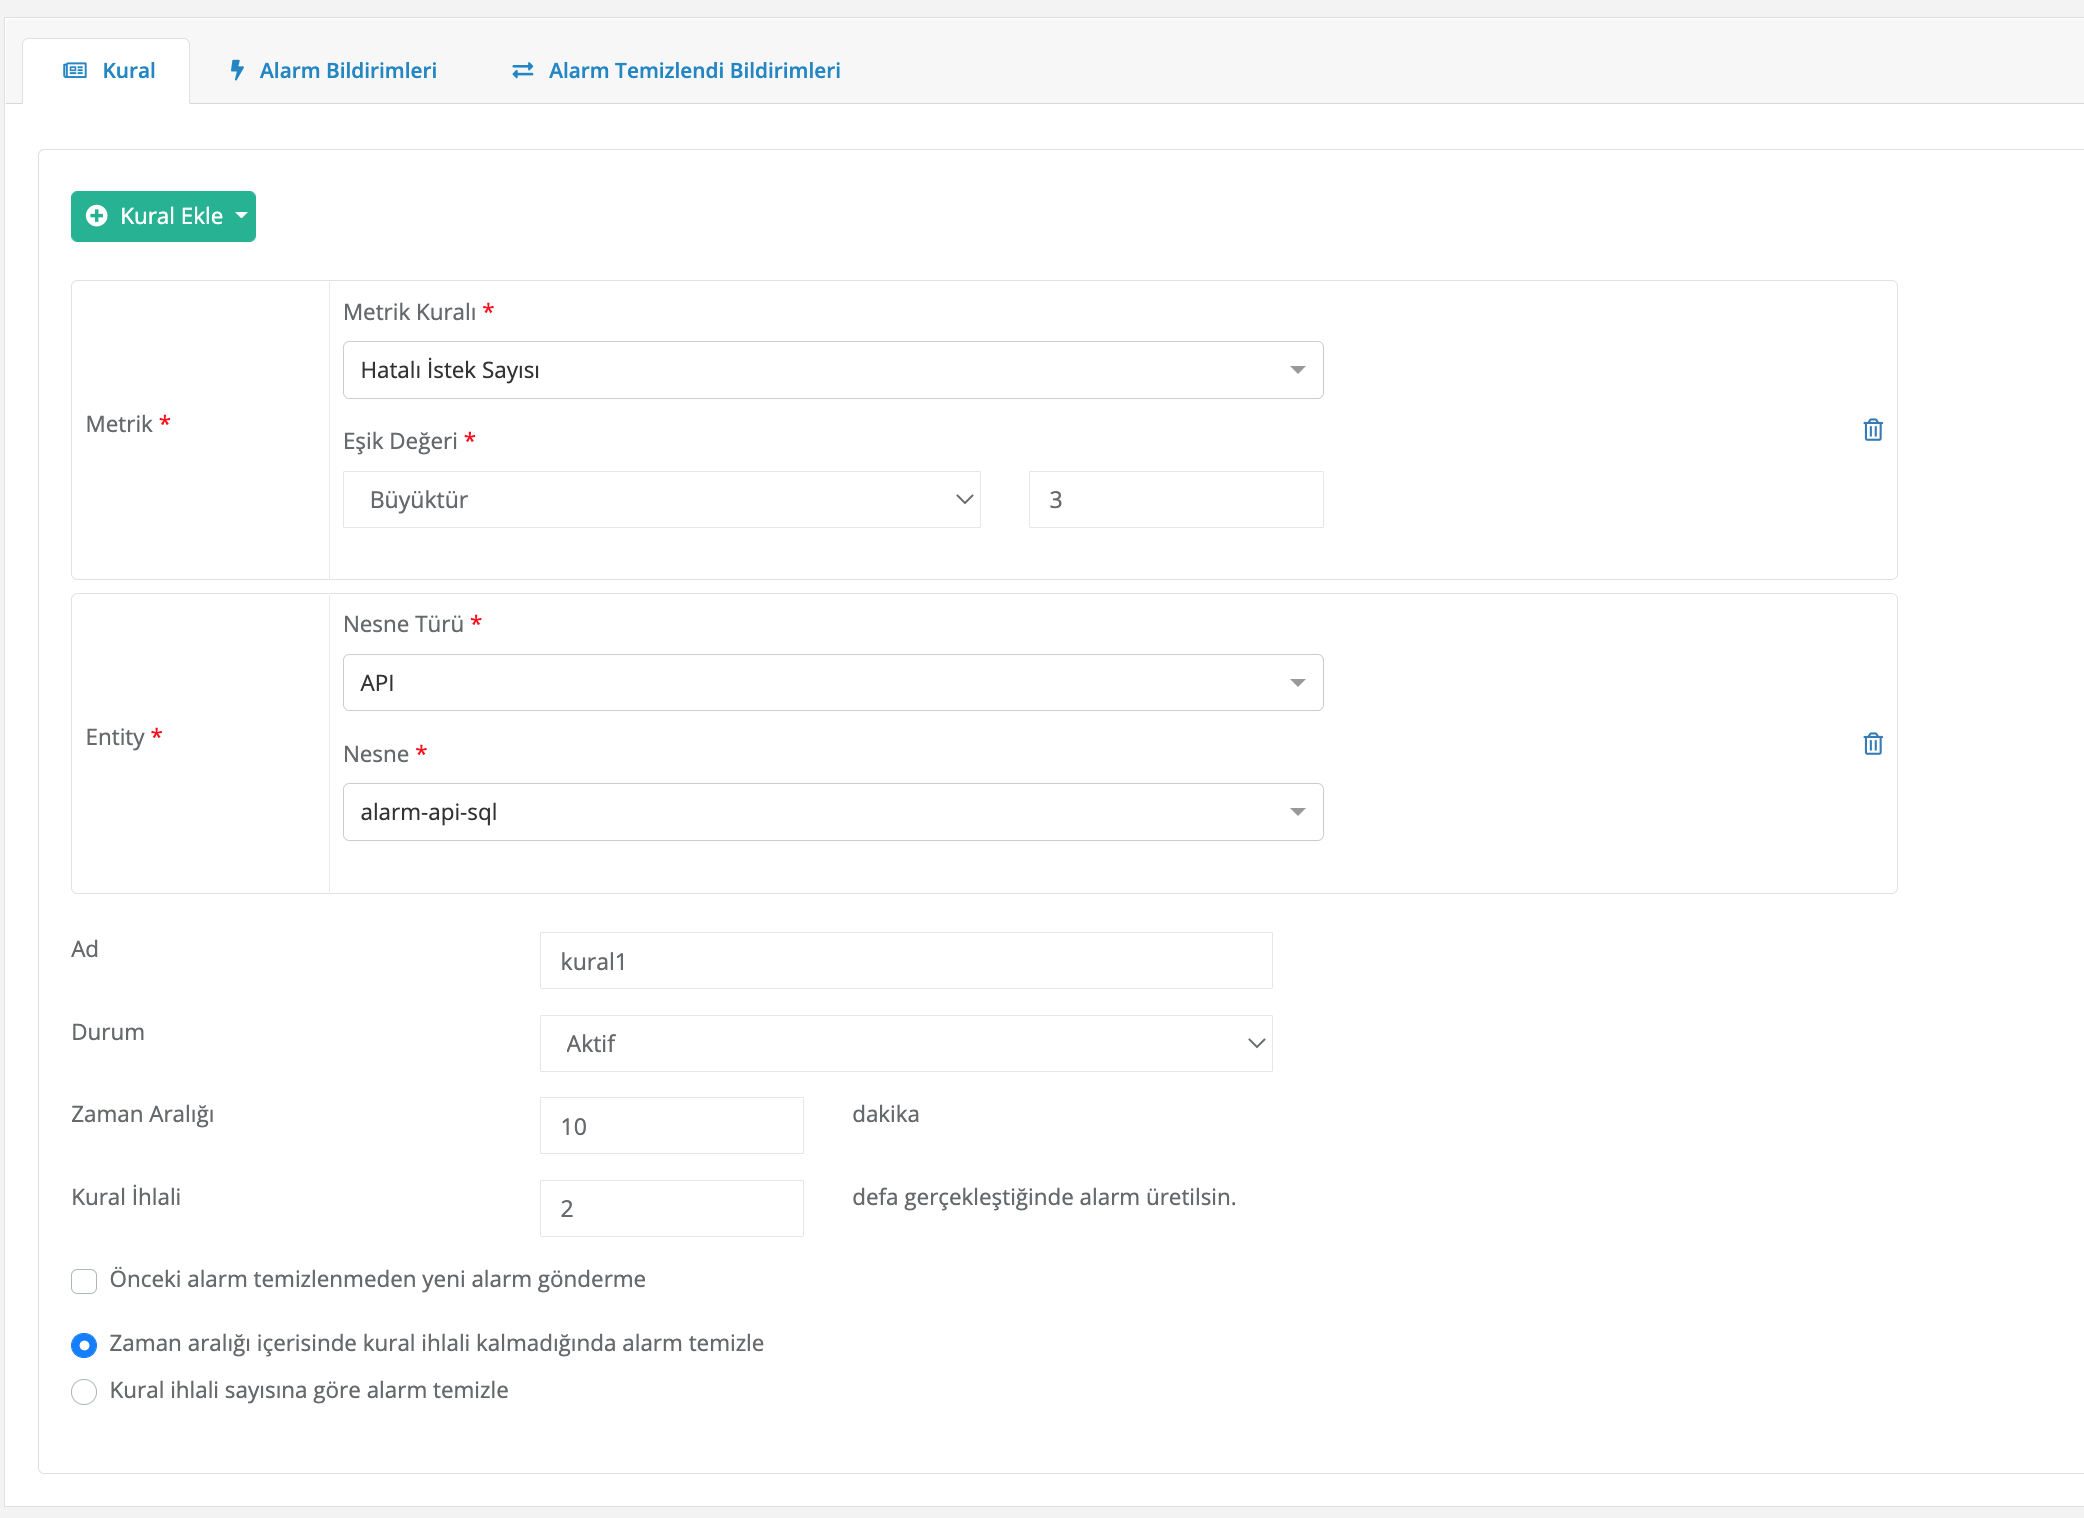 Kural
Alarm Bildirimleri
Alarm Temizlendi Bildirimleri
Kural Ekle
Metrik *
Metrik Kuralı *
Hatalı İstek Sayısı
Eşik Değeri *
Büyüktür
3
Entity *
Nesne Türü *
API
Nesne *
alarm-api-sql
Ad
kural1
Durum
Aktif
Zaman Aralığı
10
dakika
Kural İhlali
2
defa gerçekleştiğinde alarm üretilsin.
Önceki alarm temizlenmeden yeni alarm gönderme
Zaman aralığı içerisinde kural ihlali kalmadığında alarm temizle
Kural ihlali sayısına göre alarm temizle